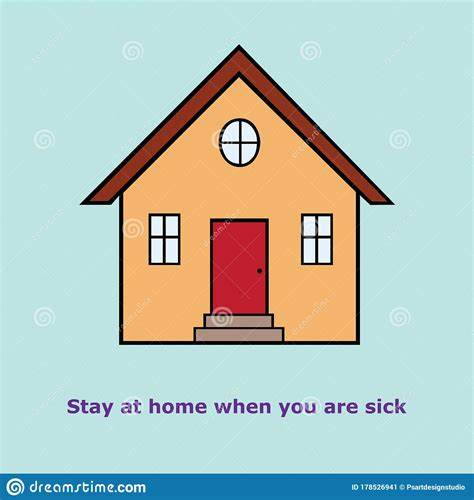 Stay at home when you are sick
dreamstime.com
ID 178526941 © Psartdesignstudio